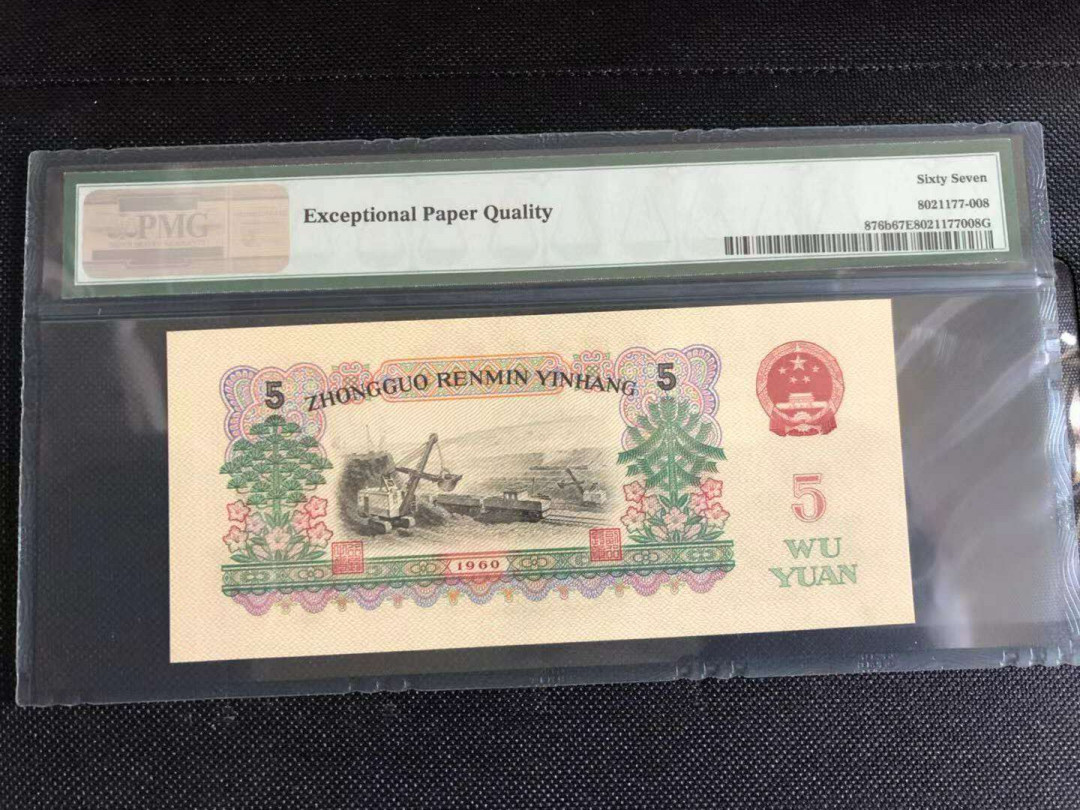 PMG
Exceptional Paper Quality
Sixty Seven
8021177-008
876b67E8021177008G
5 ZHONGGUO RENMIN YINHANG 5
5
1960
WU
YUAN